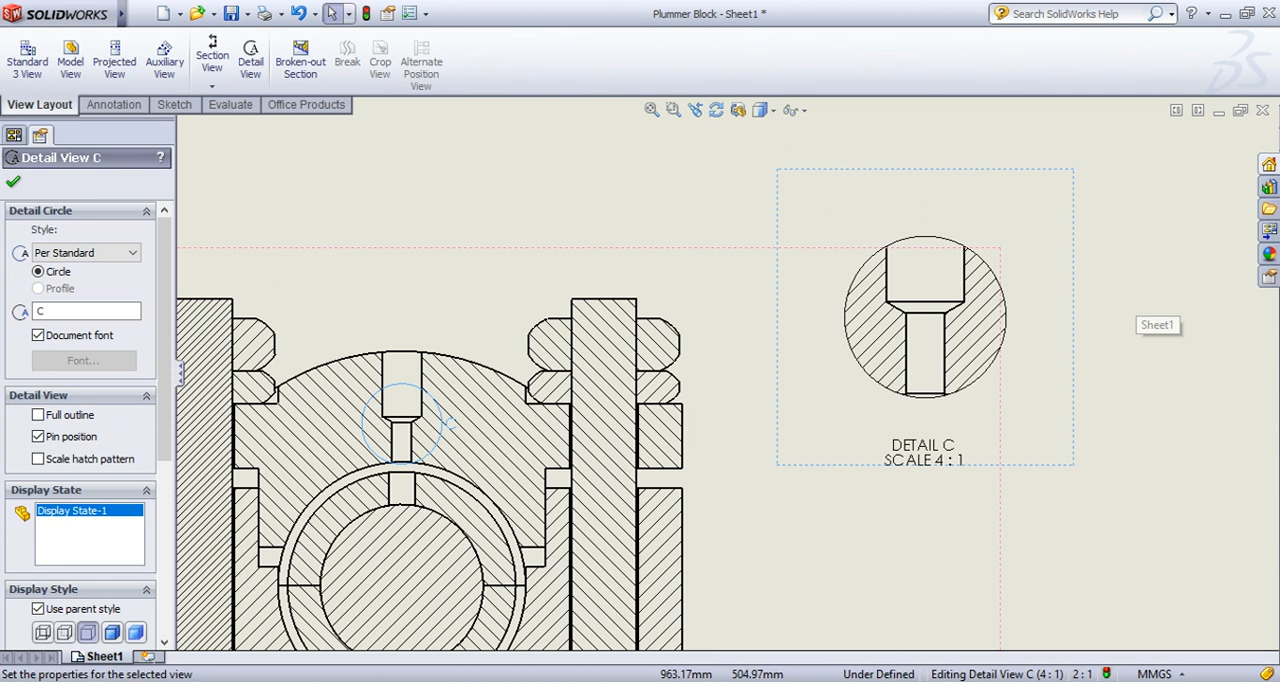 SOLIDWORKS
Plummer Block - Sheet1 *
Search SolidWorks Help
Standard 3 View
Model View
Projected View
Auxiliary View
Section View
Detail View
Broken-out Section
Break
Crop View
Alternate Position View
View Layout
Annotation
Sketch
Evaluate
Office Products
Detail View C
?
Detail Circle
Style:
Per Standard
Circle
Profile
C
Document font
Font...
Detail View
Full outline
Pin position
Scale hatch pattern
Display State
Display State-1
Display Style
Use parent style
C
DETAIL C
SCALE 4 : 1
Sheet1
Sheet1
Set the properties for the selected view
963.17mm
504.97mm
Under Defined
Editing Detail View C (4 : 1)
2 : 1
MMGS